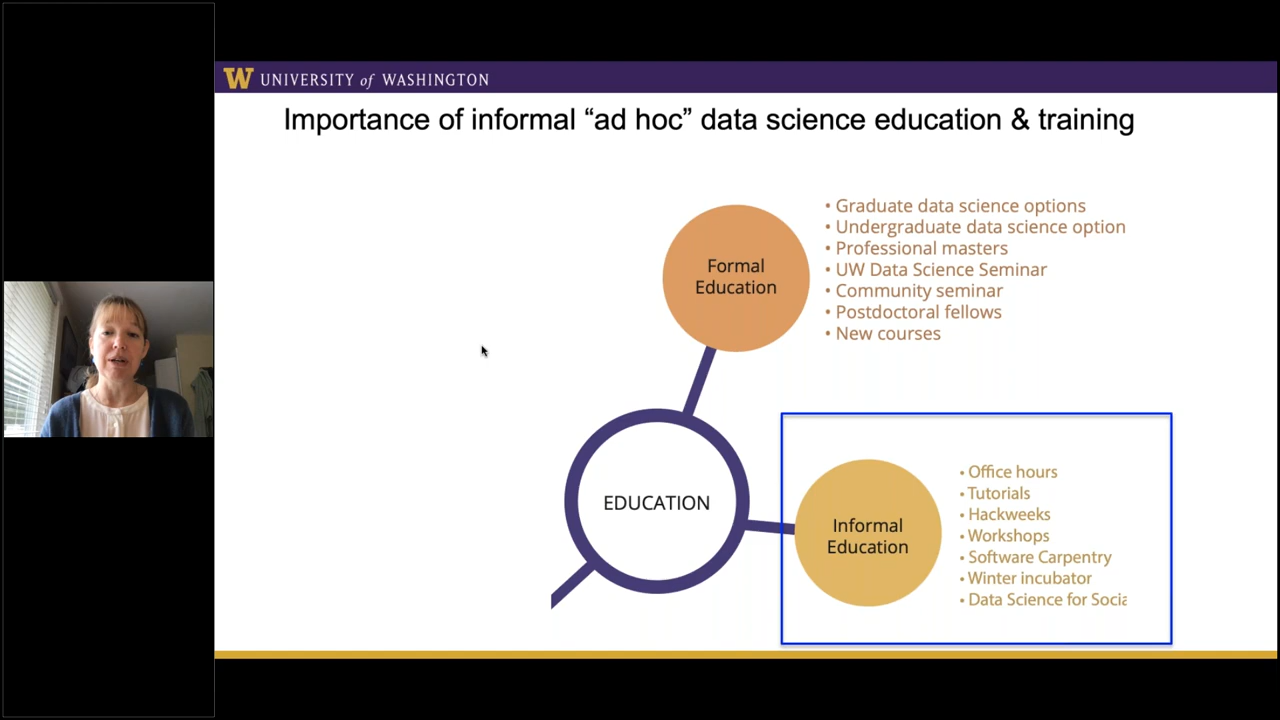 W UNIVERSITY of WASHINGTON
Importance of informal “ad hoc” data science education & training
Formal
Education
• Graduate data science options
• Undergraduate data science option
• Professional masters
• UW Data Science Seminar
• Community seminar
• Postdoctoral fellows
• New courses
EDUCATION
Informal
Education
• Office hours
• Tutorials
• Hackweeks
• Workshops
• Software Carpentry
• Winter incubator
• Data Science for Socia